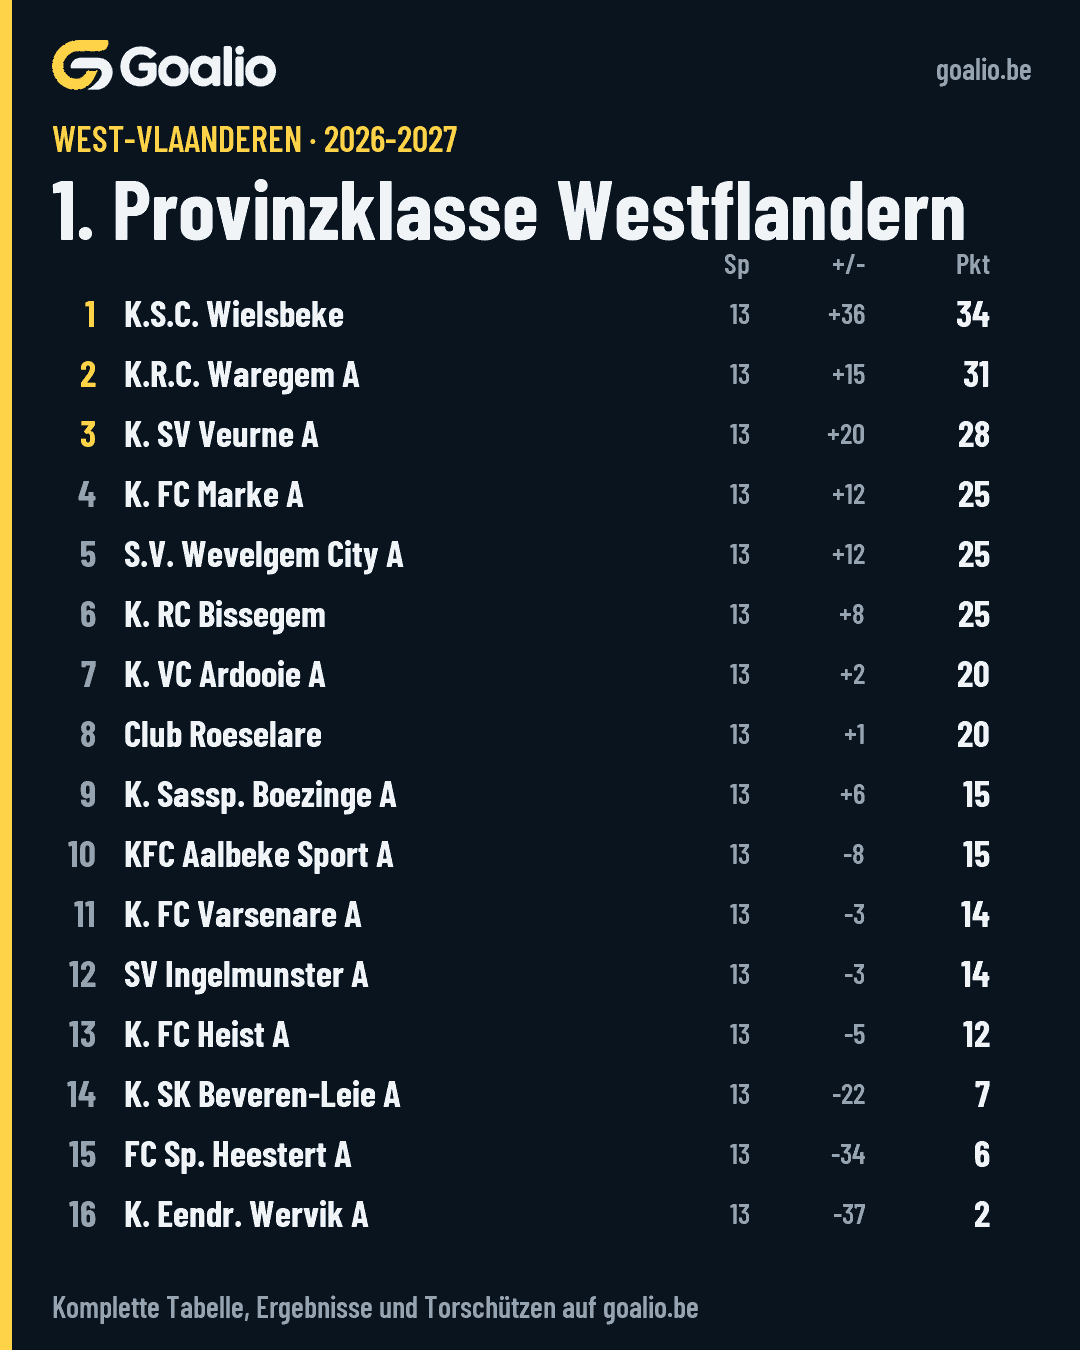 Goalio
goalio.be
WEST-VLAANDEREN · 2026-2027
1. Provinzklasse Westflandern
Sp +/- Pkt
1 K.S.C. Wielsbeke 13 +36 34
2 K.R.C. Waregem A 13 +15 31
3 K. SV Veurne A 13 +20 28
4 K. FC Marke A 13 +12 25
5 S.V. Wevelgem City A 13 +12 25
6 K. RC Bissegem 13 +8 25
7 K. VC Ardooie A 13 +2 20
8 Club Roeselare 13 +1 20
9 K. Sassp. Boezinge A 13 +6 15
10 KFC Aalbeke Sport A 13 -8 15
11 K. FC Varsenare A 13 -3 14
12 SV Ingelmunster A 13 -3 14
13 K. FC Heist A 13 -5 12
14 K. SK Beveren-Leie A 13 -22 7
15 FC Sp. Heestert A 13 -34 6
16 K. Eendr. Wervik A 13 -37 2
Komplette Tabelle, Ergebnisse und Torschützen auf goalio.be